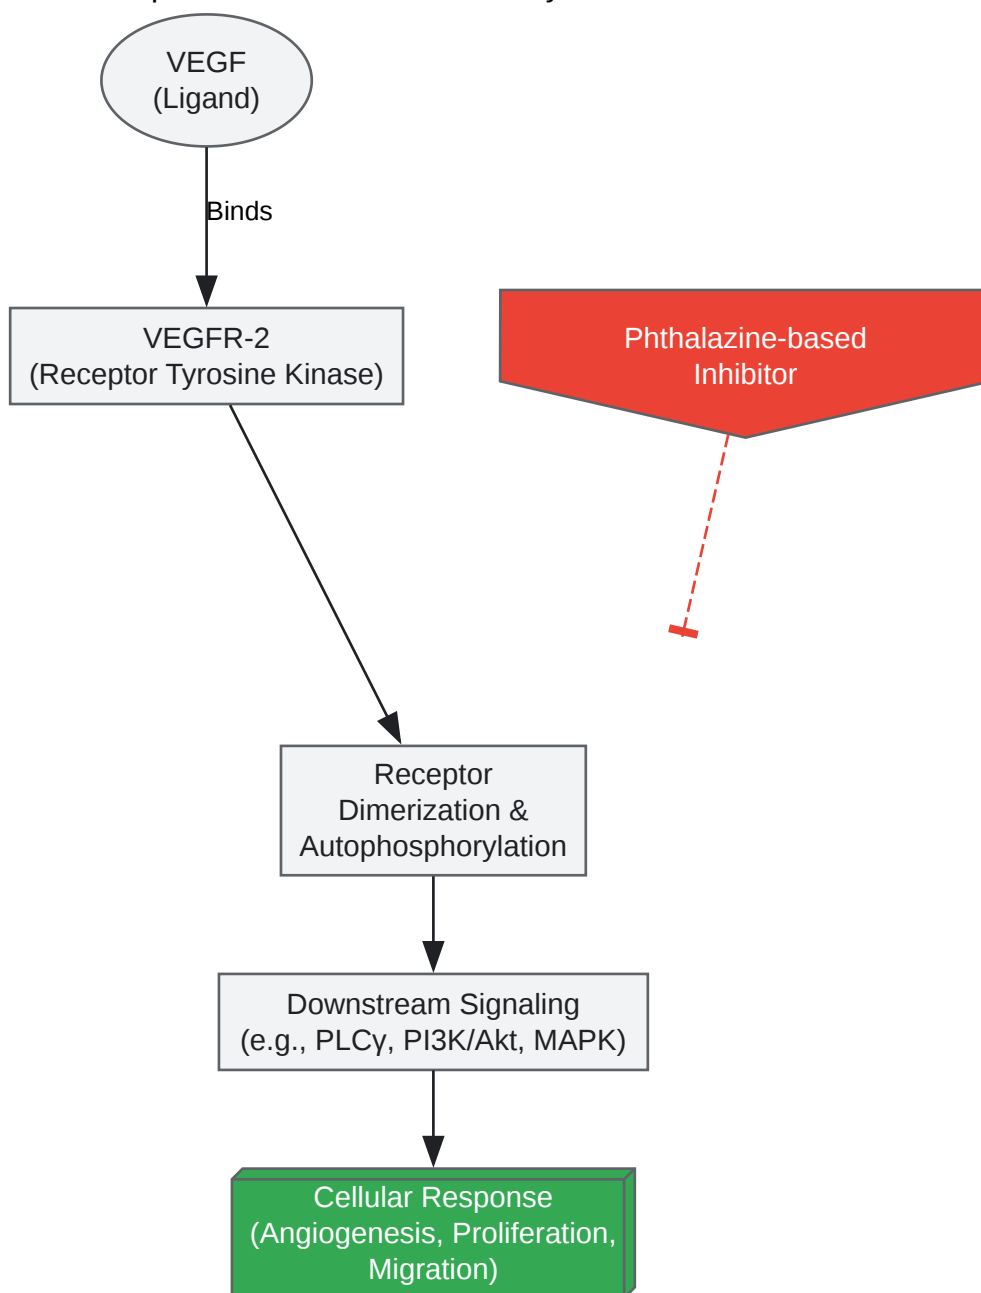 VEGF
(Ligand)
Binds
VEGFR-2
(Receptor Tyrosine Kinase)
Phthalazine-based
Inhibitor
Receptor
Dimerization &
Autophosphorylation
Downstream Signaling
(e.g., PLCγ, PI3K/Akt, MAPK)
Cellular Response
(Angiogenesis, Proliferation,
Migration)